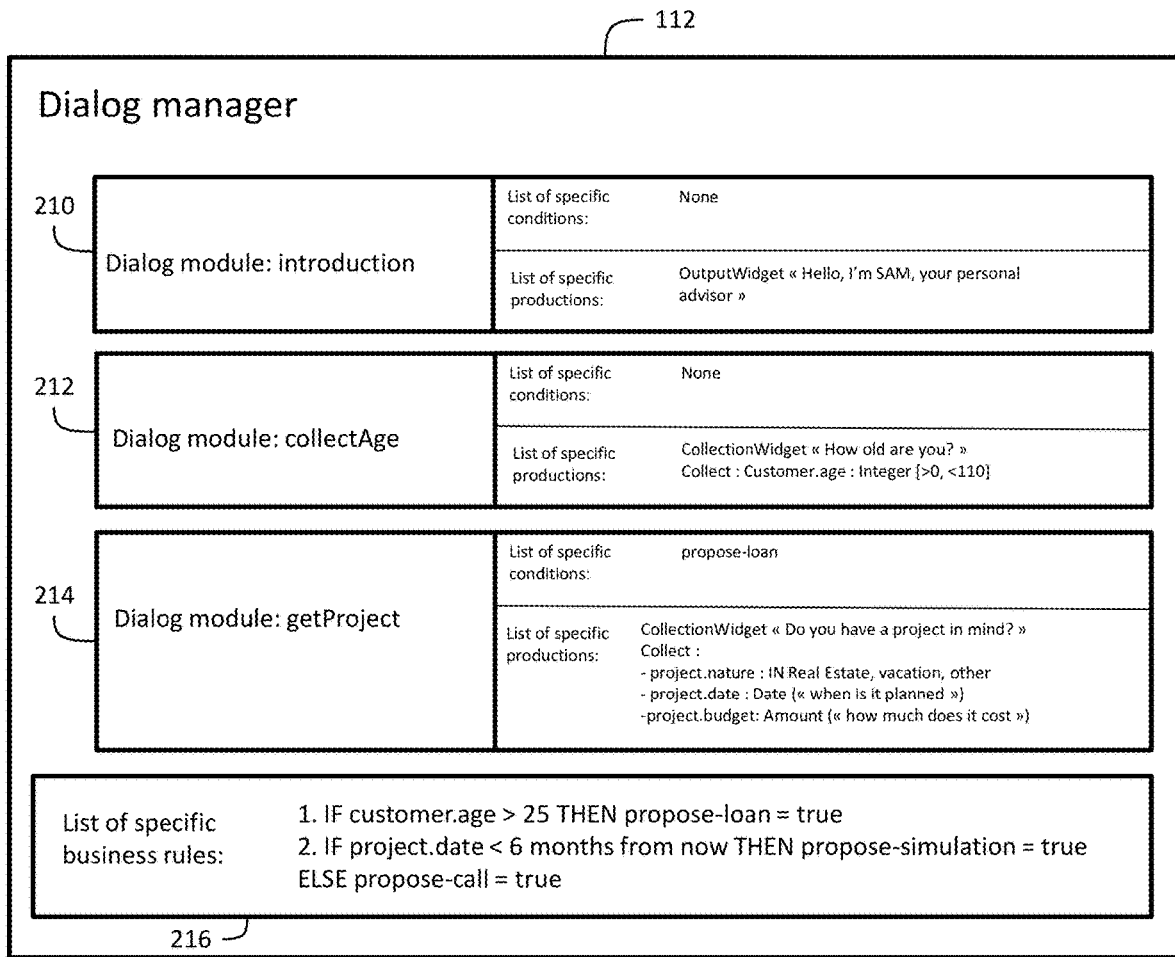 112
Dialog manager
210
Dialog module: introduction
List of specific
conditions:
None
List of specific
productions:
OutputWidget « Hello, I'm SAM, your personal
advisor »
212
Dialog module: collectAge
List of specific
conditions:
None
List of specific
productions:
CollectionWidget « How old are you? »
Collect : Customer.age : Integer {>0, <110}
214
Dialog module: getProject
List of specific
conditions:
propose-loan
List of specific
productions:
CollectionWidget « Do you have a project in mind? »
Collect :
- project.nature : IN Real Estate, vacation, other
- project.date : Date (« when is it planned »)
-project.budget: Amount (« how much does it cost »)
List of specific
business rules:
1. IF customer.age > 25 THEN propose-loan = true
2. IF project.date < 6 months from now THEN propose-simulation = true
ELSE propose-call = true
216